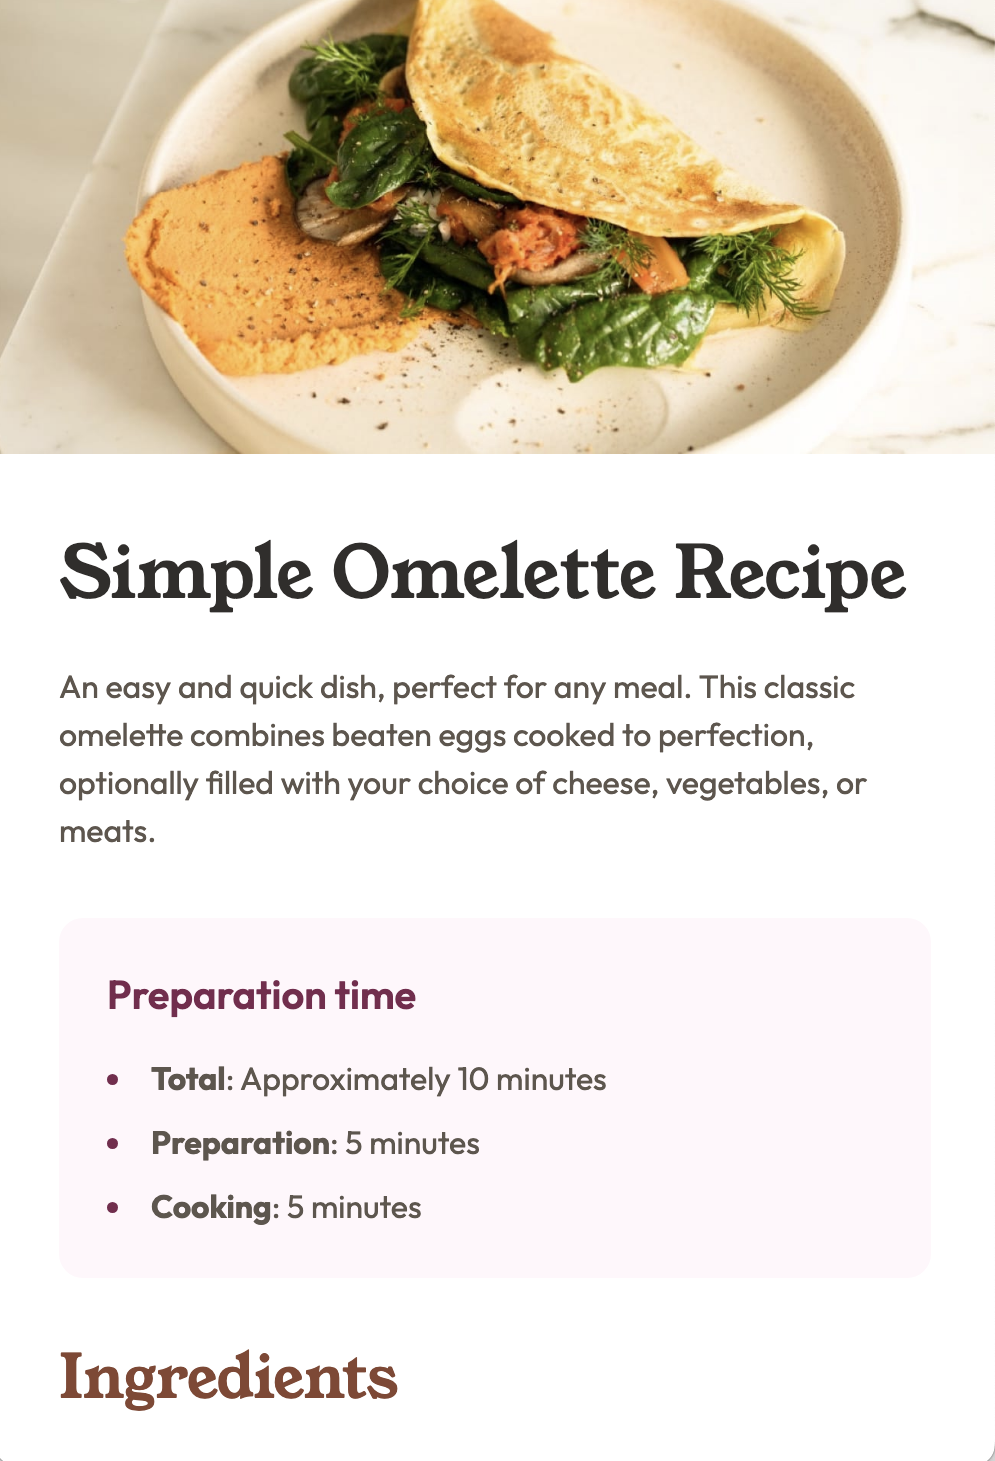 Simple Omelette Recipe
An easy and quick dish, perfect for any meal. This classic
omelette combines beaten eggs cooked to perfection,
optionally filled with your choice of cheese, vegetables, or
meats.
Preparation time
• Total: Approximately 10 minutes
• Preparation: 5 minutes
• Cooking: 5 minutes
Ingredients